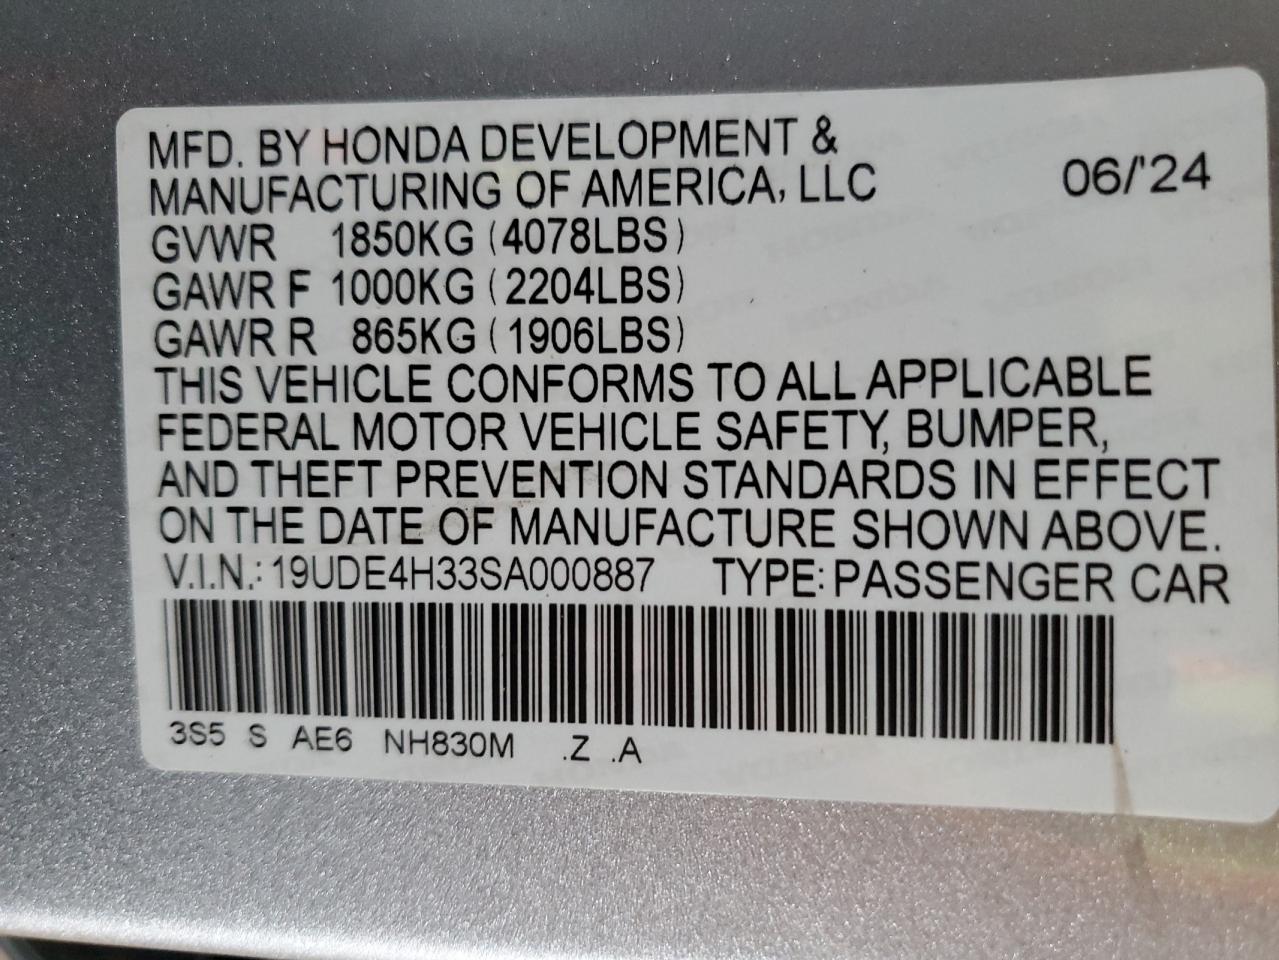 MFD. BY HONDA DEVELOPMENT &
MANUFACTURING OF AMERICA, LLC 06/'24
GVWR 1850KG (4078LBS)
GAWR F 1000KG (2204LBS)
GAWR R 865KG (1906LBS)
THIS VEHICLE CONFORMS TO ALL APPLICABLE
FEDERAL MOTOR VEHICLE SAFETY, BUMPER,
AND THEFT PREVENTION STANDARDS IN EFFECT
ON THE DATE OF MANUFACTURE SHOWN ABOVE.
V.I.N.: 19UDE4H33SA000887 TYPE: PASSENGER CAR
3S5 S AE6 NH830M .Z .A